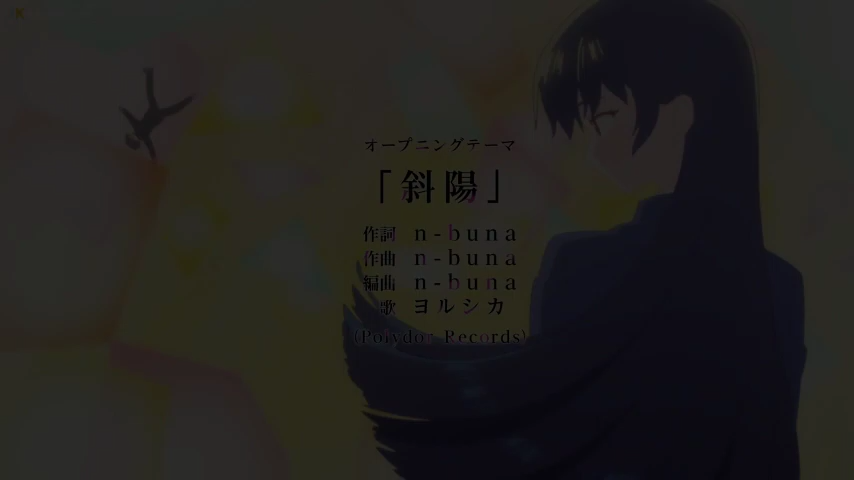 オープニングテーマ
「斜陽」
作詞 n-buna
作曲 n-buna
編曲 n-buna
歌 ヨルシカ
(Polydor Records)